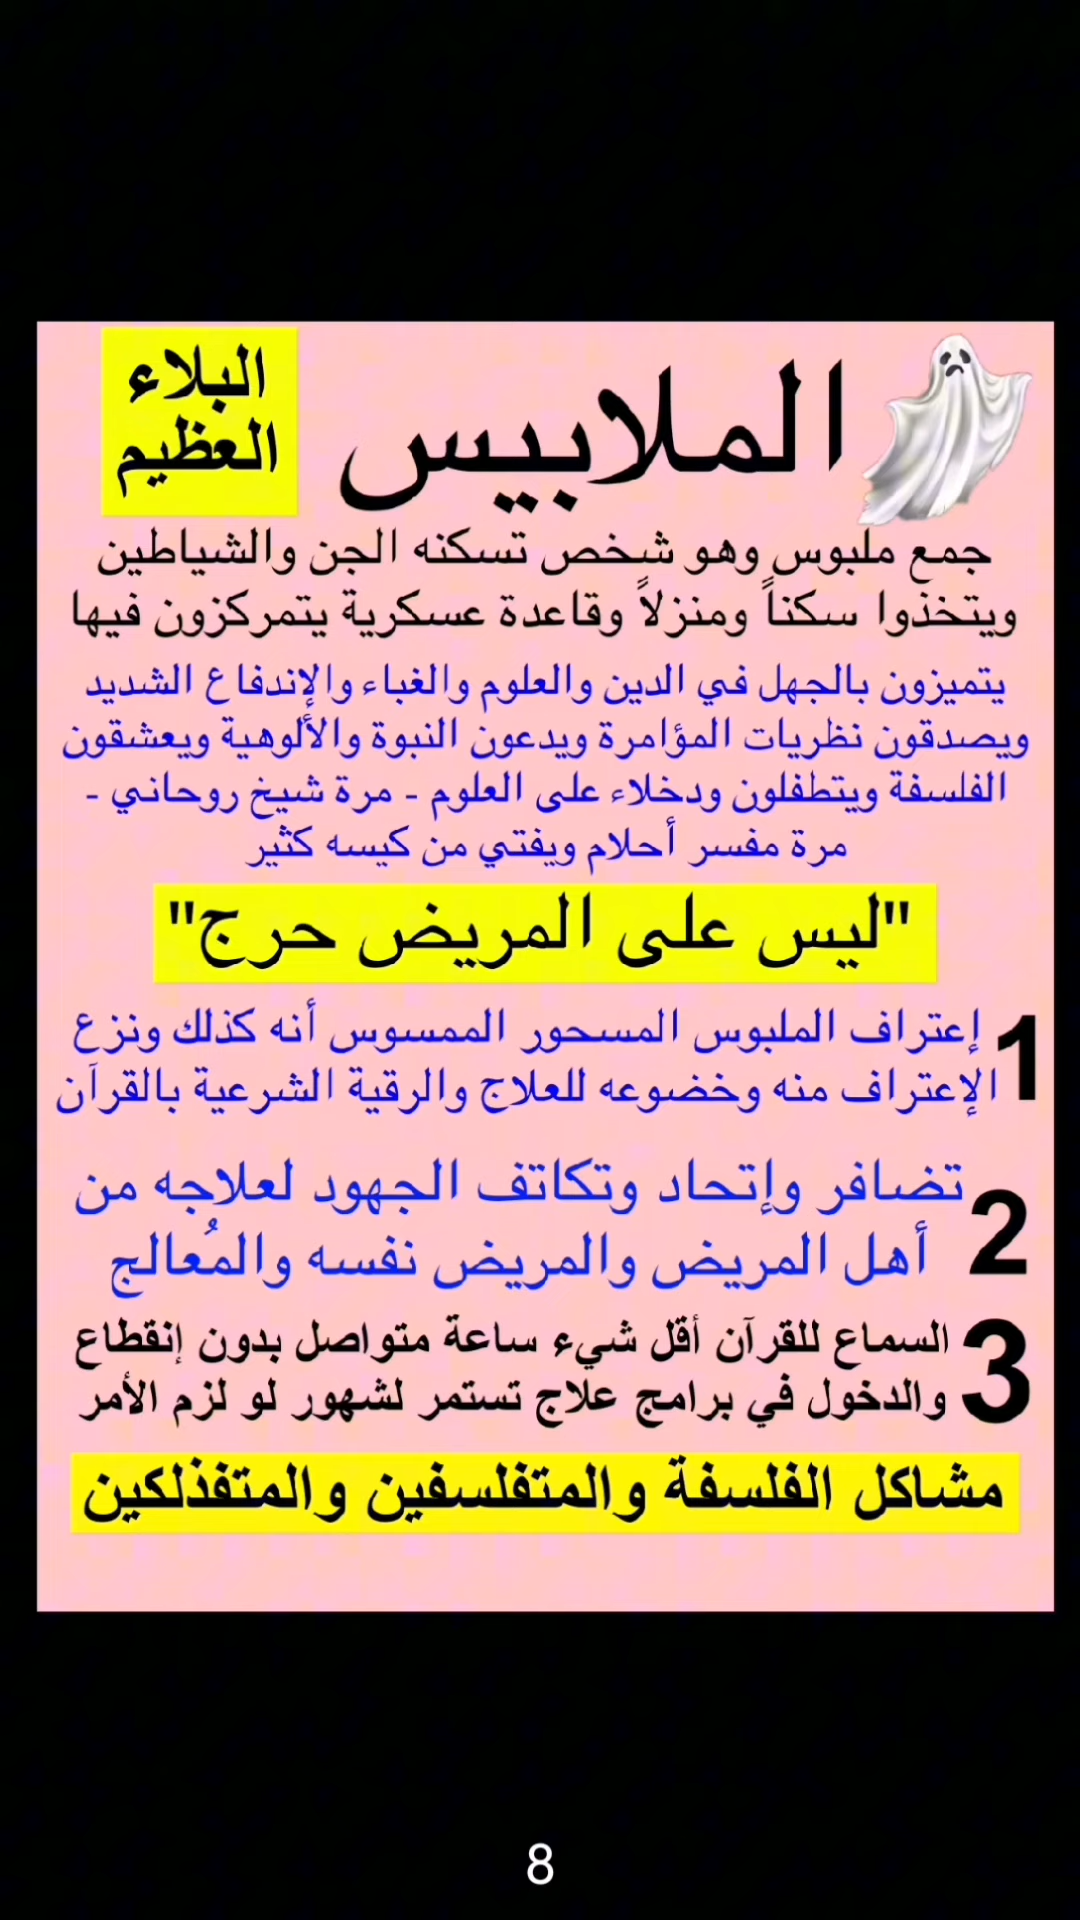 الملابيس
البلاء
العظيم
جمع ملبوس وهو شخص تسكنه الجن والشياطين
ويتخذوا سكناً ومنزلاً وقاعدة عسكرية يتمركزون فيها
يتميزون بالجهل في الدين والعلوم والغباء والإندفاع الشديد
ويصدقون نظريات المؤامرة ويدعون النبوة والألوهية ويعشقون
الفلسفة ويتطفلون ودخلاء على العلوم - مرة شيخ روحاني -
مرة مفسر أحلام ويفتي من كيسه كثير
"ليس على المريض حرج"
1 إعتراف الملبوس المسحور الممسوس أنه كذلك ونزع
الإعتراف منه وخضوعه للعلاج والرقية الشرعية بالقرآن
2 تضافر وإتحاد وتكاتف الجهود لعلاجه من
أهل المريض والمريض نفسه والمُعالج
3 السماع للقرآن أقل شيء ساعة متواصل بدون إنقطاع
والدخول في برامج علاج تستمر لشهور لو لزم الأمر
مشاكل الفلسفة والمتفلسفين والمتفذلكين
8